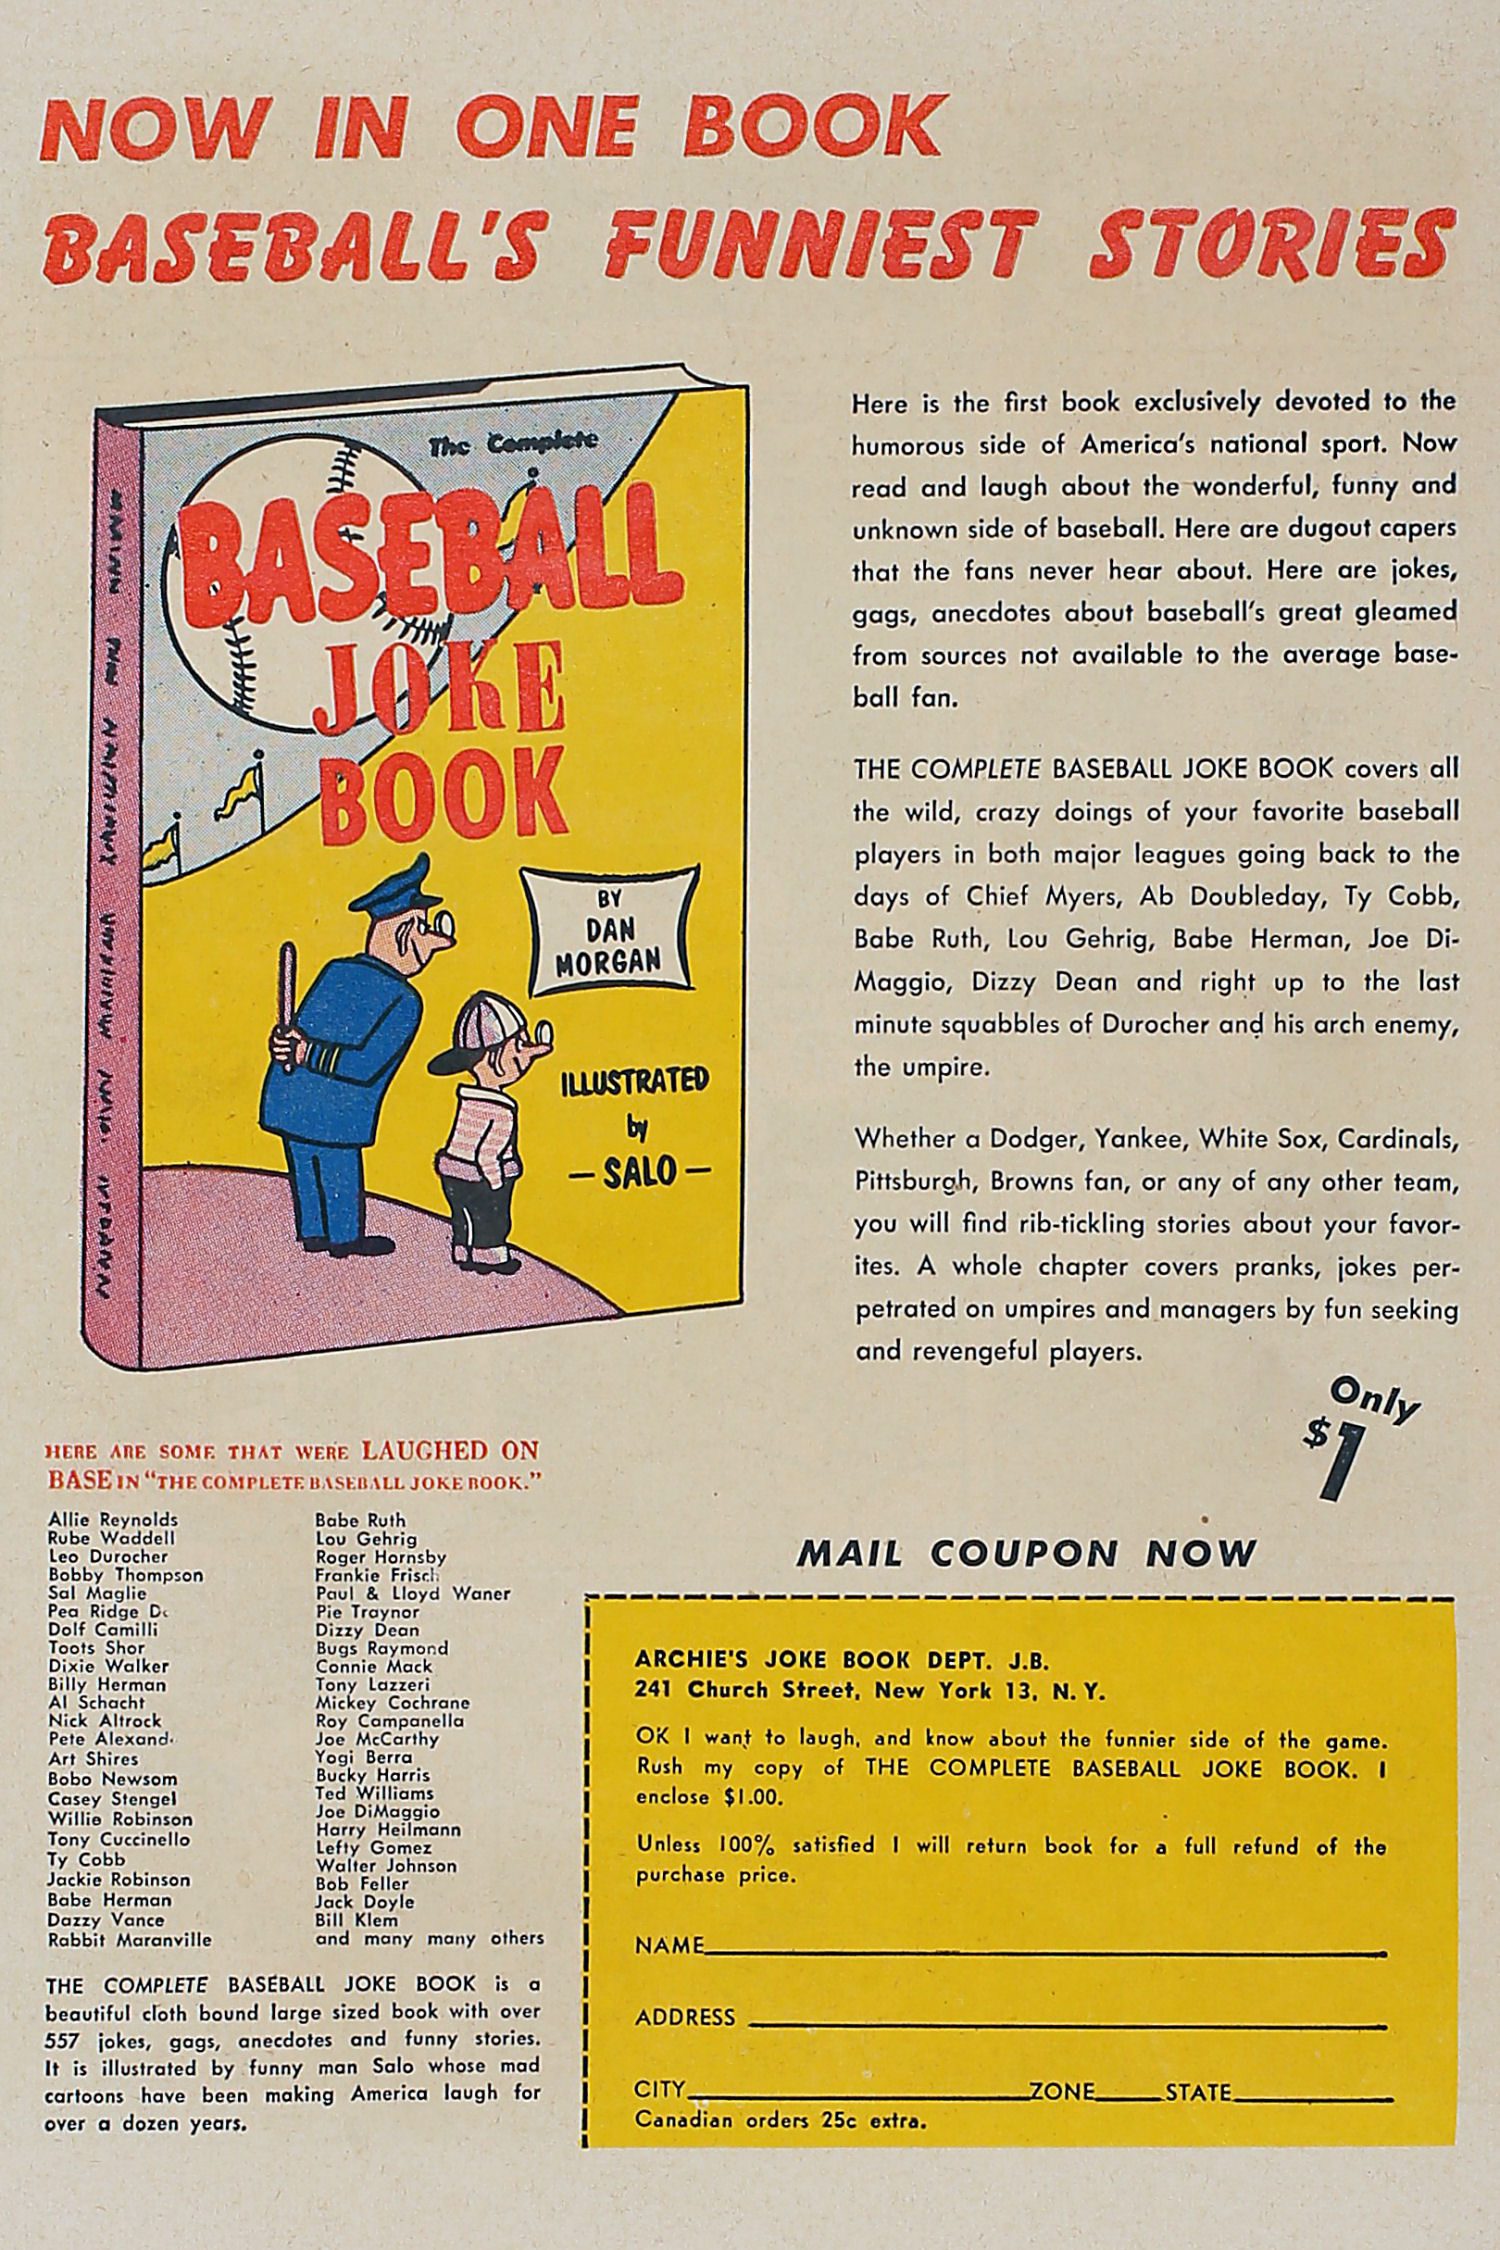 NOW IN ONE BOOK
BASEBALL'S FUNNIEST STORIES
The Complete
BASEBALL
JOKE
BOOK
BY
DAN
MORGAN
ILLUSTRATED
by
— SALO —
Here is the first book exclusively devoted to the
humorous side of America's national sport. Now
read and laugh about the wonderful, funny and
unknown side of baseball. Here are dugout capers
that the fans never hear about. Here are jokes,
gags, anecdotes about baseball's great gleamed
from sources not available to the average base-
ball fan.
THE COMPLETE BASEBALL JOKE BOOK covers all
the wild, crazy doings of your favorite baseball
players in both major leagues going back to the
days of Chief Myers, Ab Doubleday, Ty Cobb,
Babe Ruth, Lou Gehrig, Babe Herman, Joe Di-
Maggio, Dizzy Dean and right up to the last
minute squabbles of Durocher and his arch enemy,
the umpire.
Whether a Dodger, Yankee, White Sox, Cardinals,
Pittsburgh, Browns fan, or any of any other team,
you will find rib-tickling stories about your favor-
ites. A whole chapter covers pranks, jokes per-
petrated on umpires and managers by fun seeking
and revengeful players.
Only
$1
HERE ARE SOME THAT WERE LAUGHED ON
BASE IN "THE COMPLETE BASEBALL JOKE BOOK."
Allie Reynolds
Rube Waddell
Leo Durocher
Bobby Thompson
Sal Maglie
Pea Ridge
Dolf Camilli
Toots Shor
Dixie Walker
Billy Herman
Al Schacht
Nick Altrock
Pete Alexand
Art Shires
Bobo Newsom
Casey Stengel
Willie Robinson
Tony Cuccinello
Ty Cobb
Jackie Robinson
Babe Herman
Dazzy Vance
Rabbit Maranville
Babe Ruth
Lou Gehrig
Roger Hornsby
Frankie Frisch
Paul & Lloyd Waner
Pie Traynor
Dizzy Dean
Bugs Raymond
Connie Mack
Tony Lazzeri
Mickey Cochrane
Roy Campanella
Joe McCarthy
Yogi Berra
Bucky Harris
Ted Williams
Joe DiMaggio
Harry Heilmann
Lefty Gomez
Walter Johnson
Bob Feller
Jack Doyle
Bill Klem
and many many others
THE COMPLETE BASEBALL JOKE BOOK is a
beautiful cloth bound large sized book with over
557 jokes, gags, anecdotes and funny stories.
It is illustrated by funny man Salo whose mad
cartoons have been making America laugh for
over a dozen years.
MAIL COUPON NOW
ARCHIE'S JOKE BOOK DEPT. J.B.
241 Church Street, New York 13, N. Y.
OK I want to laugh, and know about the funnier side of the game.
Rush my copy of THE COMPLETE BASEBALL JOKE BOOK. I
enclose $1.00.
Unless 100% satisfied I will return book for a full refund of the
purchase price.
NAME
ADDRESS
CITY ZONE STATE
Canadian orders 25c extra.